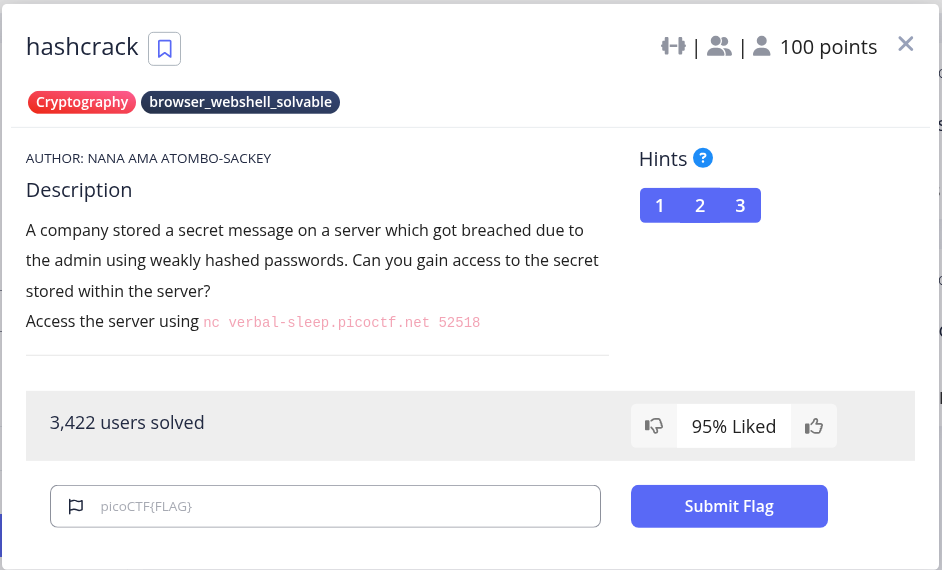 hashcrack
| | 100 points
Cryptography browser_webshell_solvable
AUTHOR: NANA AMA ATOMBO-SACKEY
Hints ?
Description
1 2 3
A company stored a secret message on a server which got breached due to
the admin using weakly hashed passwords. Can you gain access to the secret
stored within the server?
Access the server using nc verbal-sleep.picoctf.net 52518
3,422 users solved
95% Liked
picoCTF{FLAG}
Submit Flag